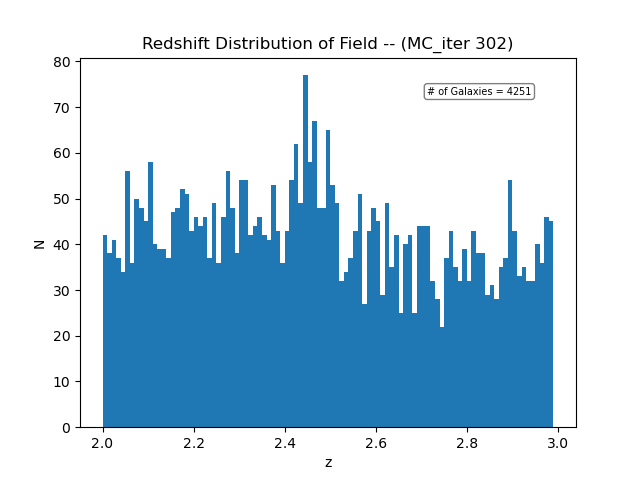 Redshift Distribution of Field -- (MC_iter 302)
# of Galaxies = 4251
80
70
60
50
40
30
20
10
0
N
2.0 2.2 2.4 2.6 2.8 3.0
z